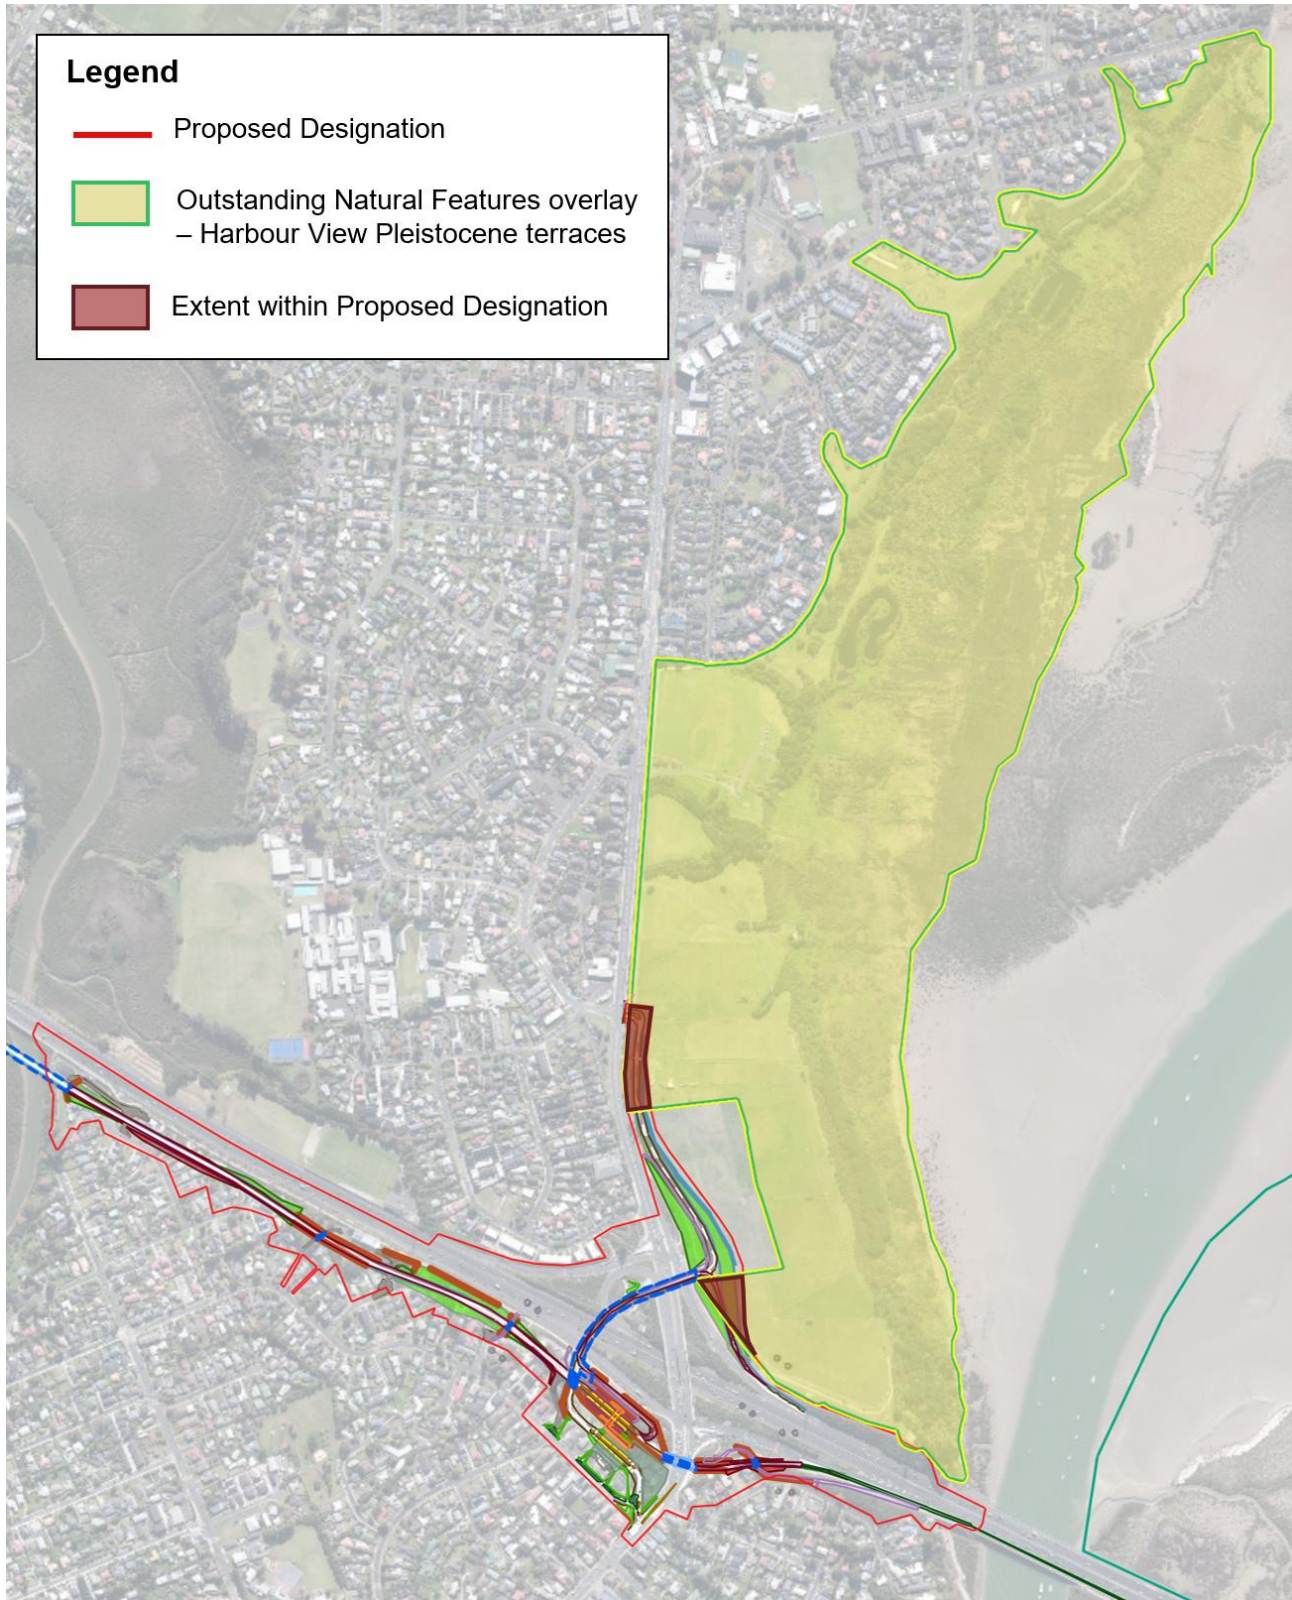 Legend
Proposed Designation
Outstanding Natural Features overlay
– Harbour View Pleistocene terraces
Extent within Proposed Designation